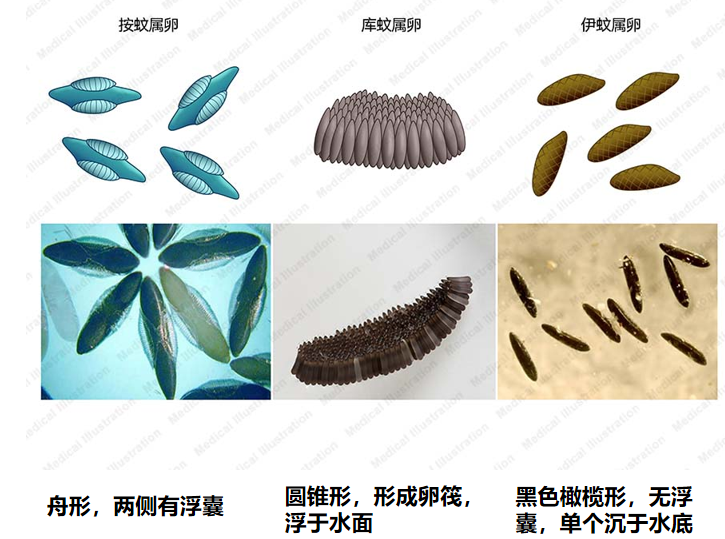 按蚊属卵
库蚊属卵
伊蚊属卵
舟形，两侧有浮囊
圆锥形，形成卵筏，
浮于水面
黑色橄榄形，无浮
囊，单个沉于水底
Medical Illustration